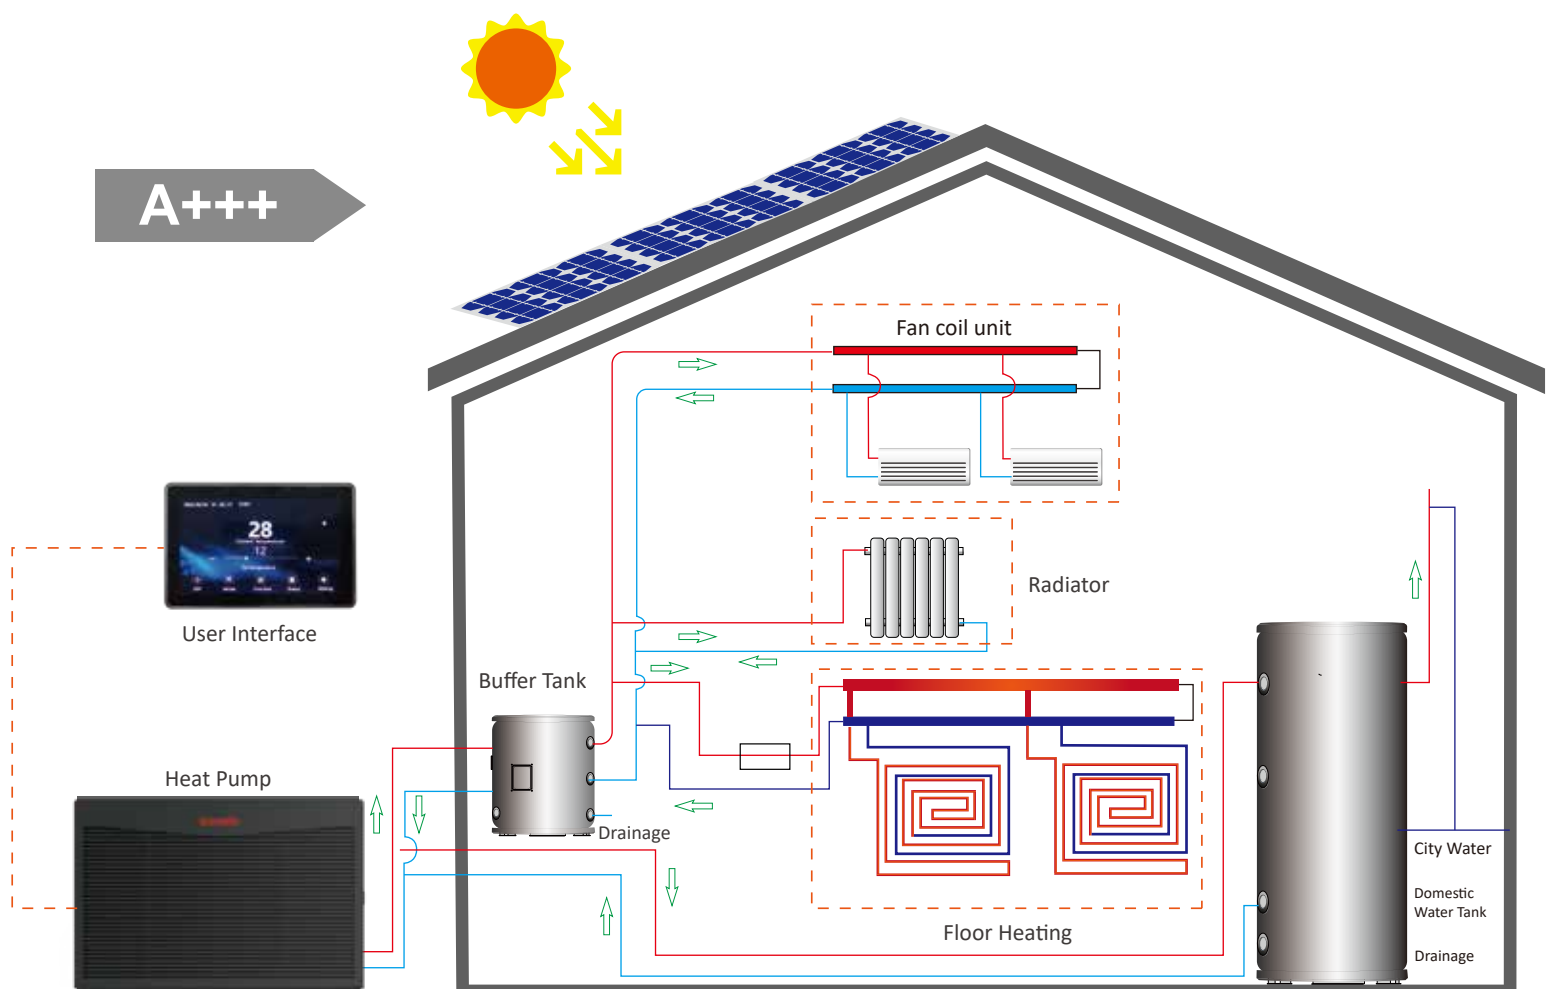 A+++
Fan coil unit
28
12
User Interface
Radiator
Buffer Tank
Heat Pump
Drainage
City Water
Domestic
Water Tank
Floor Heating
Drainage